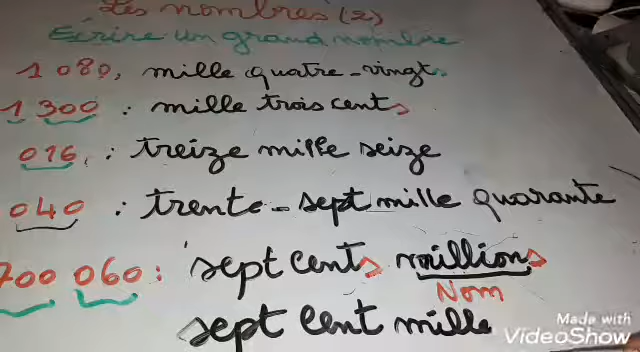 Les nombres (2)
Ecrire un grand nombre
1 080, mille quatre-vingts
1 300 : mille trois cents
016, : treize mille seize
040 : trente-sept mille quarante
700 060 : sept cents millions
Nom
sept cent mille
Made with
VideoShow